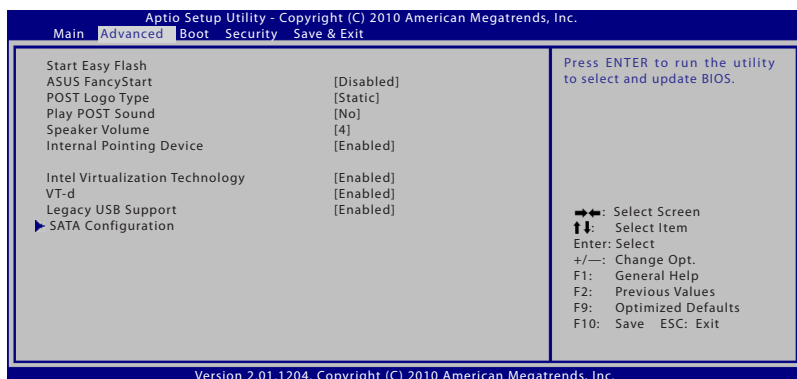 Aptio Setup Utility - Copyright (C) 2010 American Megatrends, Inc.
Main Advanced Boot Security Save & Exit
Start Easy Flash
ASUS FancyStart [Disabled]
POST Logo Type [Static]
Play POST Sound [No]
Speaker Volume [4]
Internal Pointing Device [Enabled]
Intel Virtualization Technology [Enabled]
VT-d [Enabled]
Legacy USB Support [Enabled]
SATA Configuration
Press ENTER to run the utility
to select and update BIOS.
→←: Select Screen
↑↓: Select Item
Enter: Select
+/—: Change Opt.
F1: General Help
F2: Previous Values
F9: Optimized Defaults
F10: Save ESC: Exit
Version 2.01.1204. Copyright (C) 2010 American Megatrends, Inc.